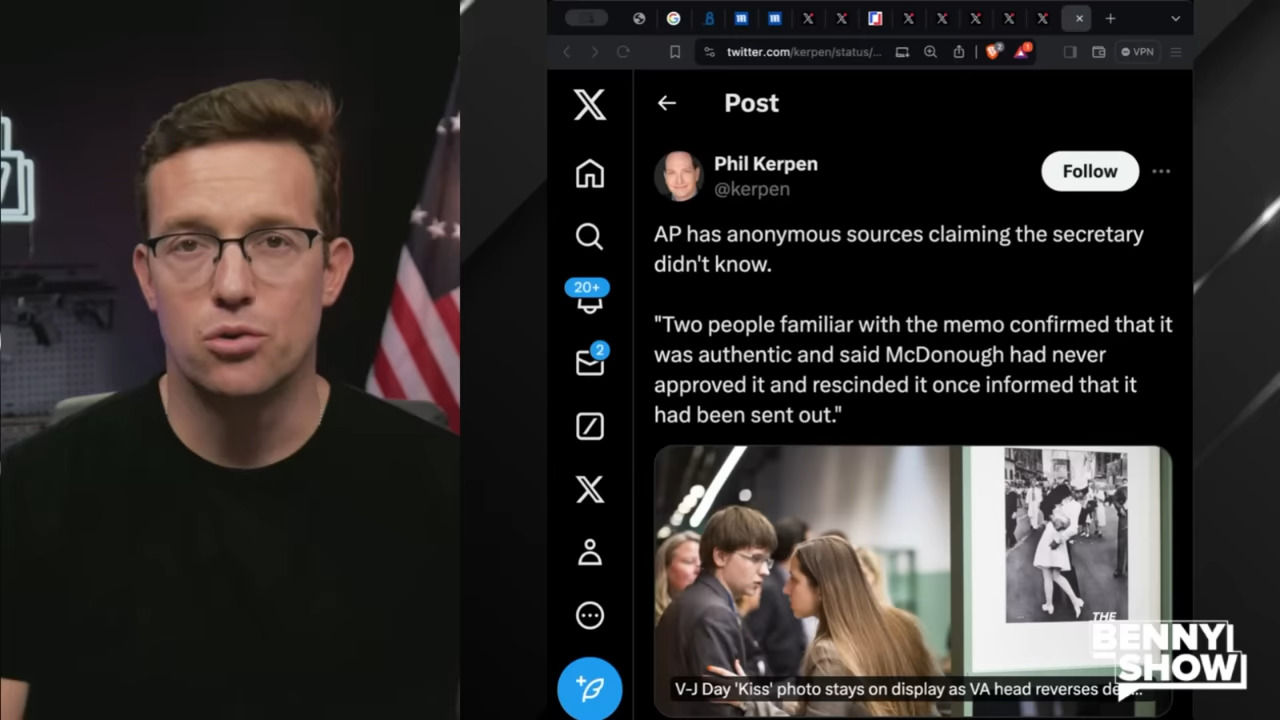 7
twitter.com/kerpen/status/...
2
1
VPN
Post
Phil Kerpen
@kerpen
Follow
AP has anonymous sources claiming the secretary
didn't know.
20+
"Two people familiar with the memo confirmed that it
was authentic and said McDonough had never
approved it and rescinded it once informed that it
had been sent out."
2
V-J Day 'Kiss' photo stays on display as VA head reverses
THE
BENNY
SHOW